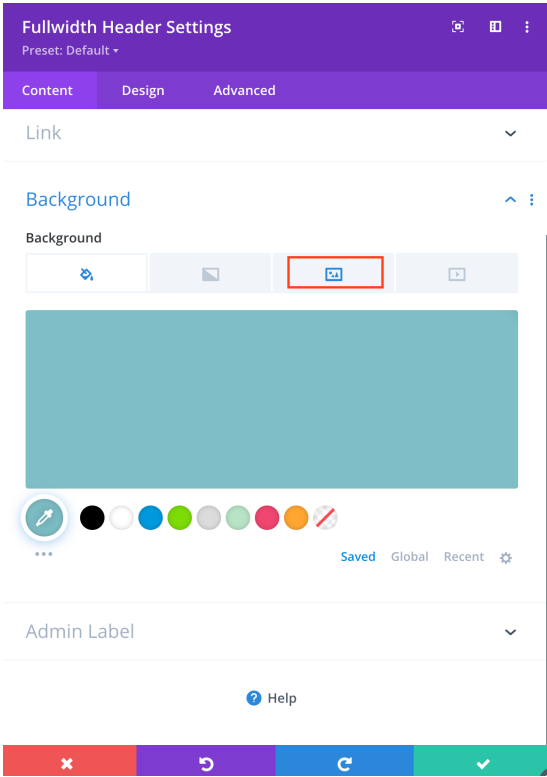 Fullwidth Header Settings
Preset: Default
Content Design Advanced
Link
Background
Background
Saved Global Recent
Admin Label
? Help